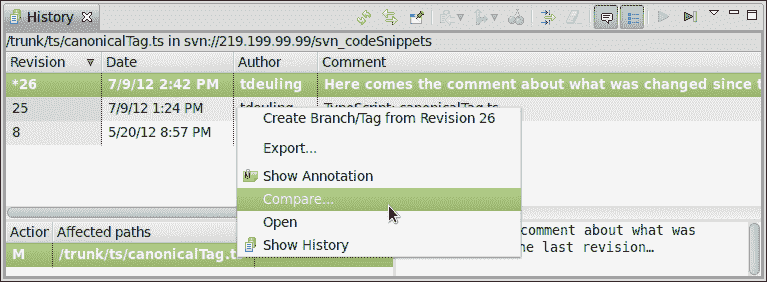 History
/trunk/ts/canonicalTag.ts in svn://219.199.99.99/svn_codeSnippets
Revision Date Author Comment
*26 7/9/12 2:42 PM tdeuling Here comes the comment about what was changed since t
25 7/9/12 1:24 PM tdeuling TypeScript: canonicalTag.ts
8 5/20/12 8:57 PM
Create Branch/Tag from Revision 26
Export...
Show Annotation
Compare...
Open
Show History
Action Affected paths
M /trunk/ts/canonicalTag.ts
comment about what was
he last revision…